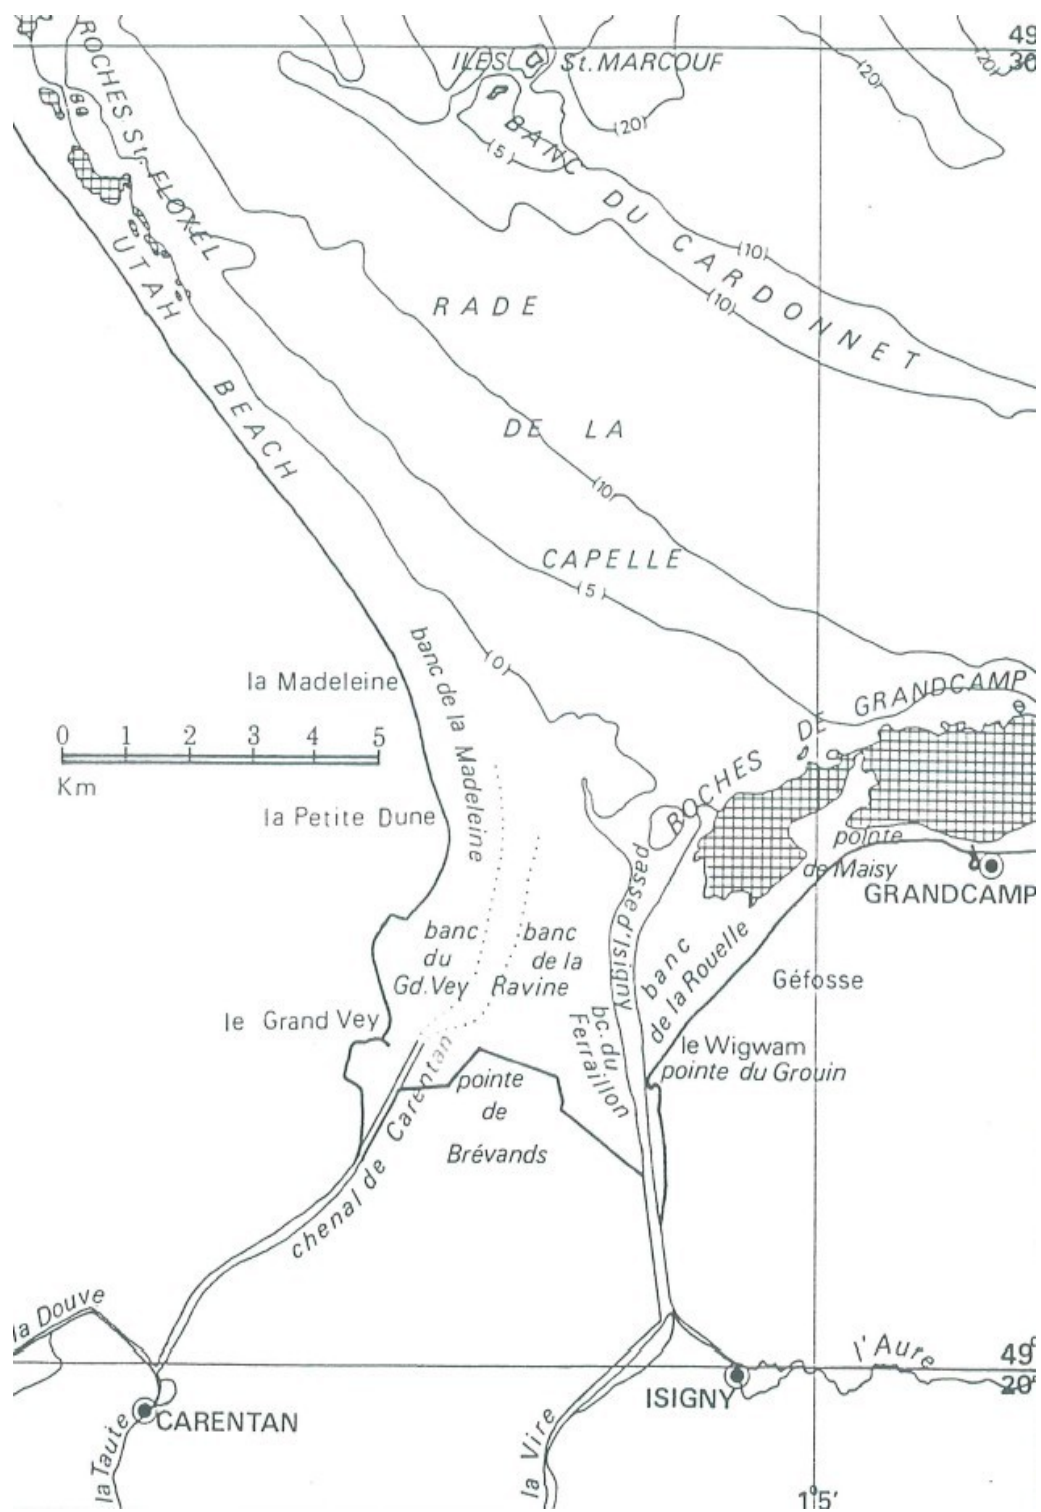 49
30'
ILES St. MARCOUF
(20)
(20)
(20)
ROCHES St. FLOXEL
(5)
BANC DU CARDONNET
(10)
(10)
UTAH BEACH
RADE
DE LA
CAPELLE
(10)
(5)
(0)
la Madeleine
banc de la Madeleine
0 1 2 3 4 5
Km
la Petite Dune
ROCHES DE GRANDCAMP
pointe
de Maisy
GRANDCAMP
passe d'Isigny
banc
du
Gd. Vey
banc
de la
Ravine
banc
de la Rouelle
Géfosse
le Grand Vey
bc. du
Ferraillon
le Wigwam
pointe du Grouin
pointe
de
Brévands
chenal de Carentan
la Douve
l'Aure
49°
20'
ISIGNY
CARENTAN
la Taute
la Vire
1°5'